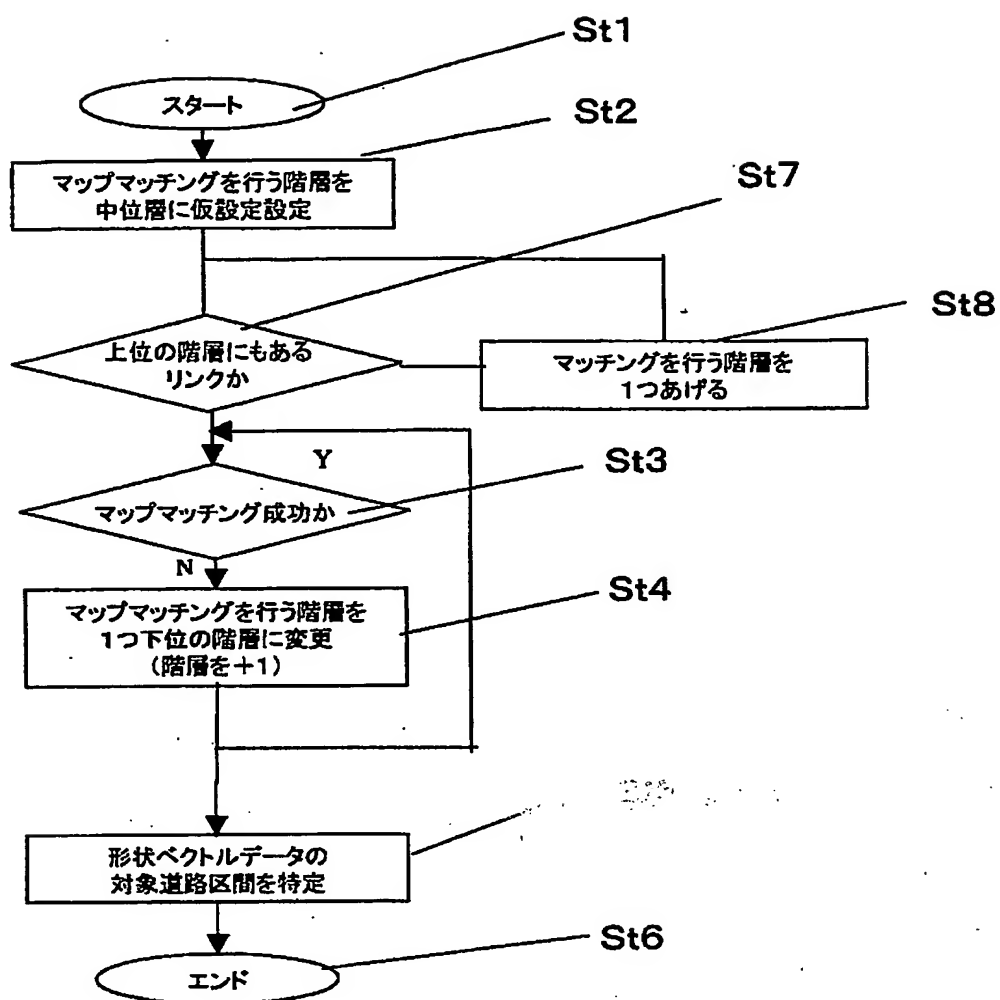 St1
スタート
St2
マップマッチングを行う階層を
中位層に仮設定設定
St7
上位の階層にもある
リンクか
St8
マッチングを行う階層を
1つあげる
Y
St3
マップマッチング成功か
N
St4
マップマッチングを行う階層を
1つ下位の階層に変更
(階層を+1)
形状ベクトルデータの
対象道路区間を特定
St6
エンド